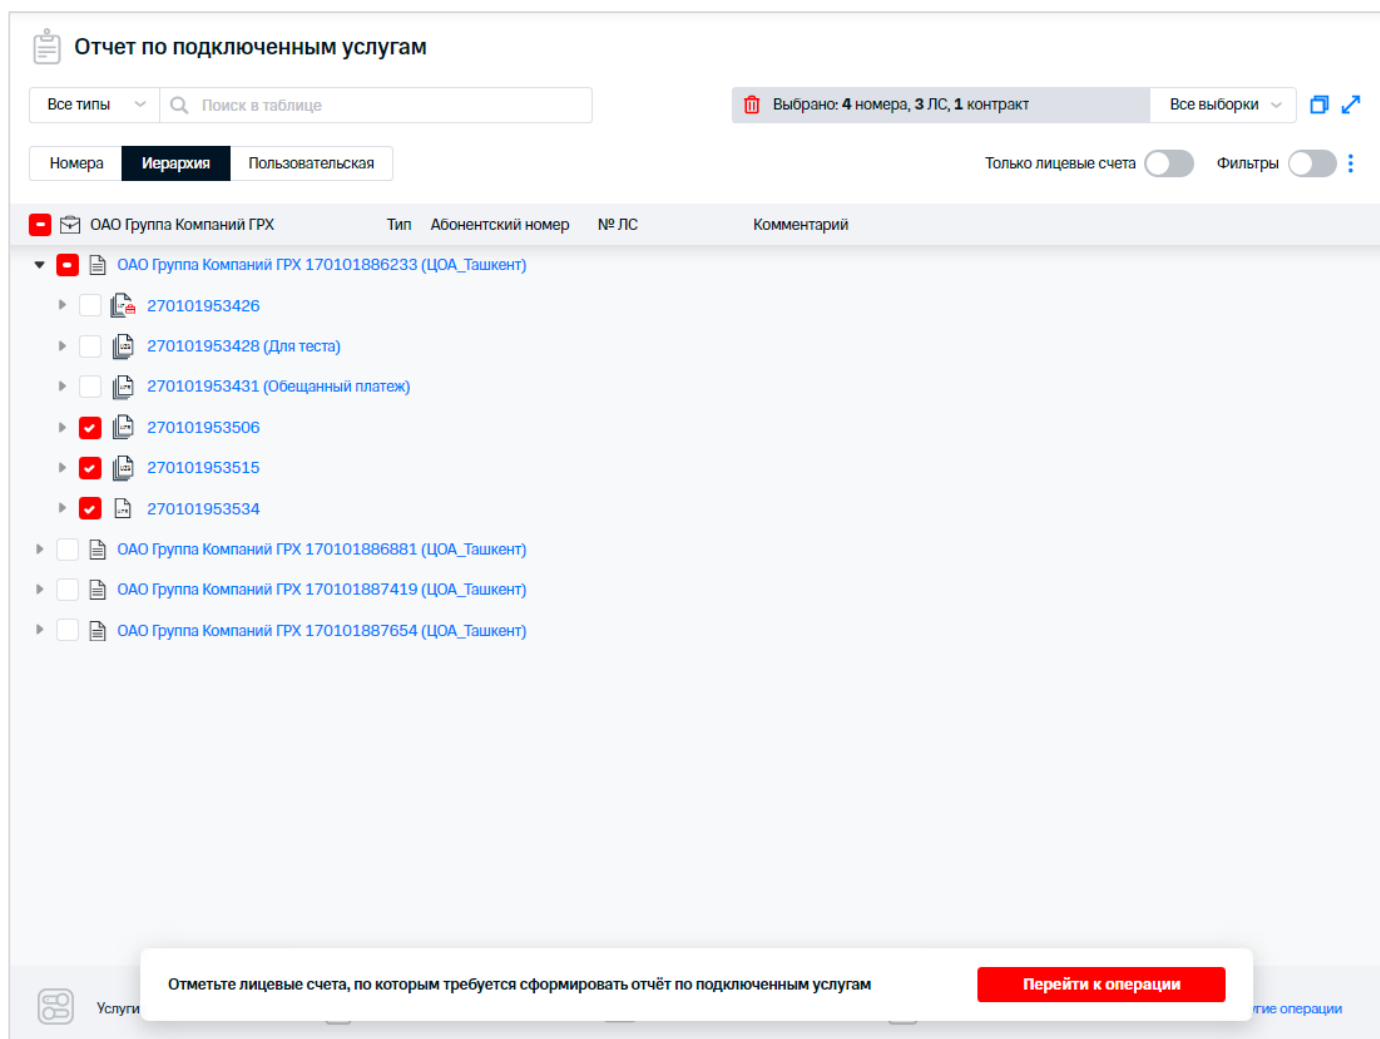 Отчет по подключенным услугам
Все типы Поиск в таблице Выбрано: 4 номера, 3 ЛС, 1 контракт Все выборки
Номера Иерархия Пользовательская Только лицевые счета Фильтры
ОАО Группа Компаний ГРХ Тип Абонентский номер № ЛС Комментарий
ОАО Группа Компаний ГРХ 170101886233 (ЦОА_Ташкент)
270101953426
270101953428 (Для теста)
270101953431 (Обещанный платеж)
270101953506
270101953515
270101953534
ОАО Группа Компаний ГРХ 170101886881 (ЦОА_Ташкент)
ОАО Группа Компаний ГРХ 170101887419 (ЦОА_Ташкент)
ОАО Группа Компаний ГРХ 170101887654 (ЦОА_Ташкент)
Отметьте лицевые счета, по которым требуется сформировать отчёт по подключенным услугам Перейти к операции
Услуги гие операции